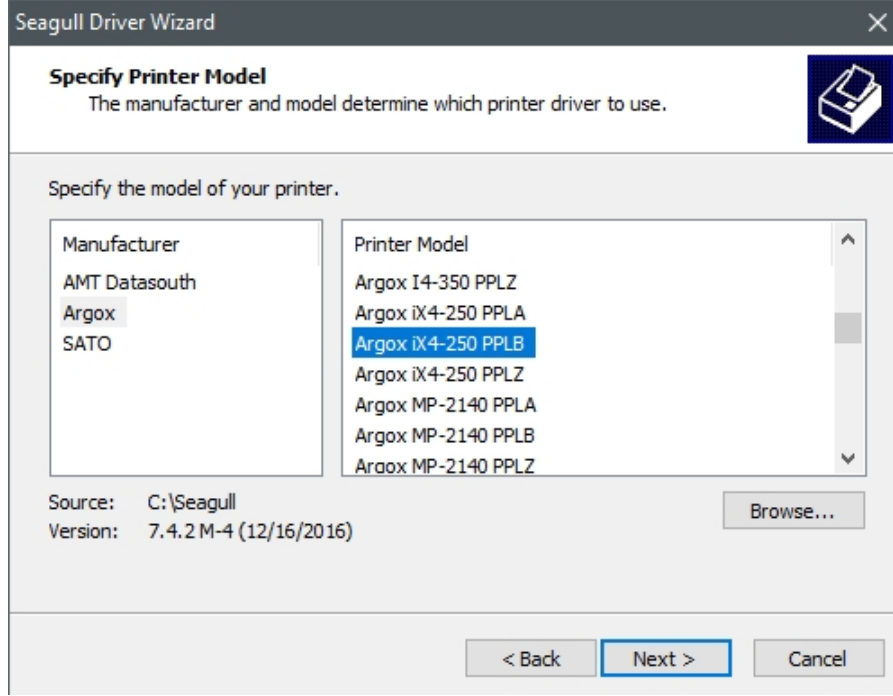 Seagull Driver Wizard
Specify Printer Model
The manufacturer and model determine which printer driver to use.
Specify the model of your printer.
Manufacturer
AMT Datasouth
Argox
SATO
Printer Model
Argox I4-350 PPLZ
Argox iX4-250 PPLA
Argox iX4-250 PPLB
Argox iX4-250 PPLZ
Argox MP-2140 PPLA
Argox MP-2140 PPLB
Argox MP-2140 PPLZ
Source: C:\Seagull
Version: 7.4.2 M-4 (12/16/2016)
Browse...
< Back
Next >
Cancel